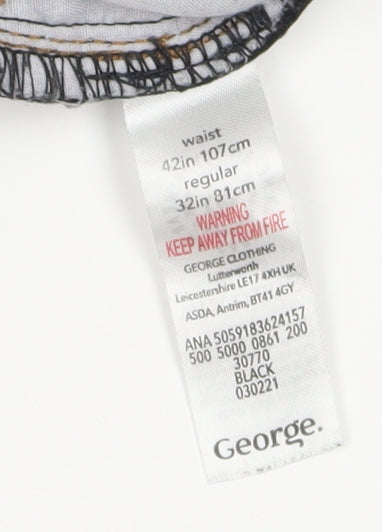 waist
42in 107cm
regular
32in 81cm
WARNING
KEEP AWAY FROM FIRE
GEORGE CLOTHING
Lutterworth
Leicestershire LE17 4XH UK
ASDA, Antrim, BT41 4GY
ANA 5059183624157
500 5000 0861 200
30770
BLACK
030221
George.